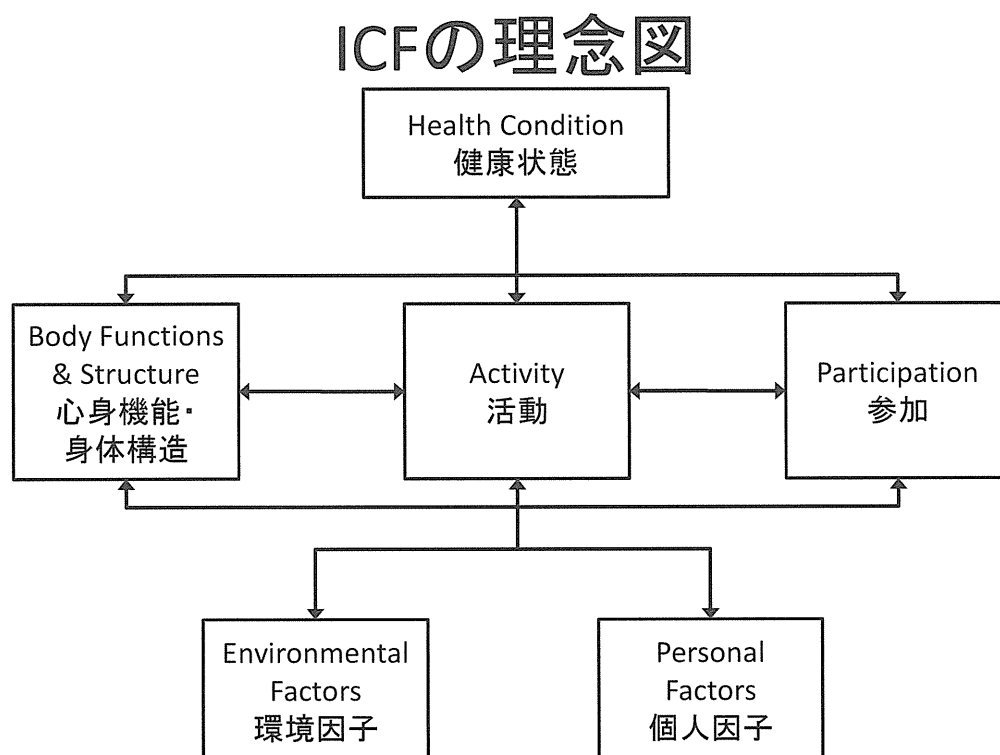 ICFの理念図
Health Condition
健康状態
Body Functions
& Structure
心身機能・
身体構造
Activity
活動
Participation
参加
Environmental
Factors
環境因子
Personal
Factors
個人因子